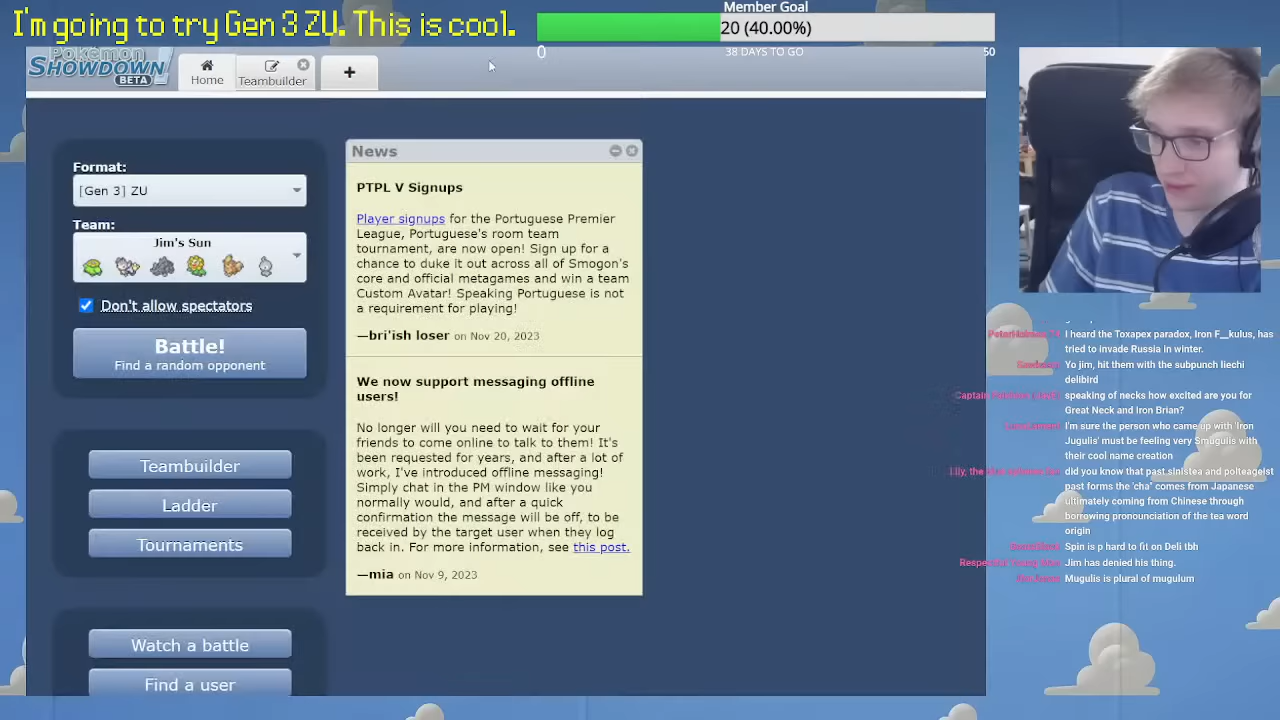 I'm going to try Gen 3 ZU. This is cool.
Member Goal
20 (40.00%)
0
38 DAYS TO GO
50
Pokémon
SHOWDOWN!
BETA
Home
Teambuilder
+
Format:
[Gen 3] ZU
Team:
Jim's Sun
Don't allow spectators
Battle!
Find a random opponent
Teambuilder
Ladder
Tournaments
Watch a battle
Find a user
News
PTPL V Signups
Player signups for the Portuguese Premier
League, Portuguese's room team
tournament, are now open! Sign up for a
chance to duke it out across all of Smogon's
core and official metagames and win a team
Custom Avatar! Speaking Portuguese is not
a requirement for playing!
—bri'ish loser on Nov 20, 2023
We now support messaging offline
users!
No longer will you need to wait for your
friends to come online to talk to them! It's
been requested for years, and after a lot of
work, I've introduced offline messaging!
Simply chat in the PM window like you
normally would, and after a quick
confirmation the message will be off, to be
received by the target user when they log
back in. For more information, see this post.
—mia on Nov 9, 2023
I heard the Toxapex paradox, Iron F__kulus, has
tried to invade Russia in winter.
Yo jim, hit them with the subpunch liechi
delibird
speaking of necks how excited are you for
Great Neck and Iron Brian?
I'm sure the person who came up with 'Iron
Jugulis' must be feeling very Smugulis with
their cool name creation
did you know that past sinistea and polteageist
past forms the 'cha' comes from Japanese
ultimately coming from Chinese through
borrowing pronounciation of the tea word
origin
Spin is p hard to fit on Deli tbh
Jim has denied his thing.
Mugulis is plural of mugulum